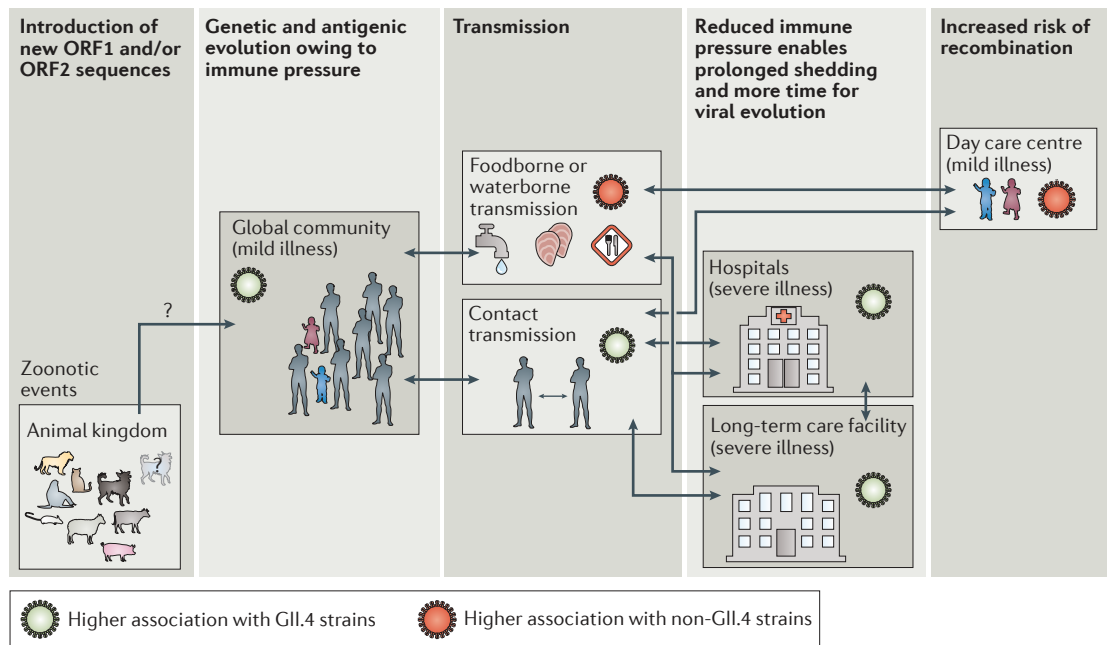 Introduction of
new ORF1 and/or
ORF2 sequences
Genetic and antigenic
evolution owing to
immune pressure
Transmission
Reduced immune
pressure enables
prolonged shedding
and more time for
viral evolution
Increased risk of
recombination
Zoonotic
events
Animal kingdom
?
?
Global community
(mild illness)
Foodborne or
waterborne
transmission
Contact
transmission
Hospitals
(severe illness)
Long-term care facility
(severe illness)
Day care centre
(mild illness)
Higher association with GII.4 strains
Higher association with non-GII.4 strains